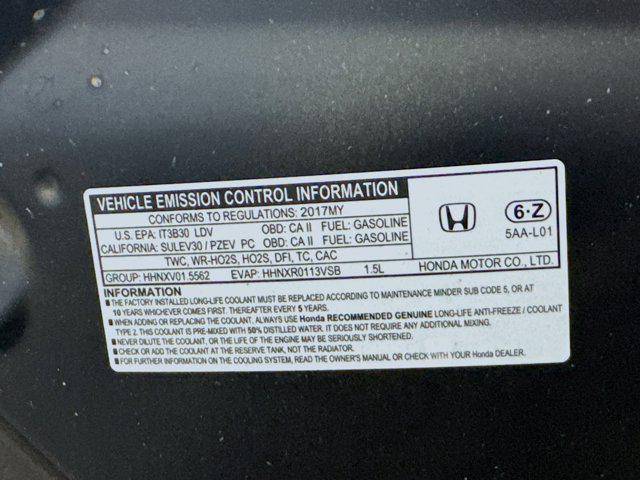 VEHICLE EMISSION CONTROL INFORMATION
CONFORMS TO REGULATIONS: 2017MY
U.S. EPA: IT3B30 LDV OBD: CA II FUEL: GASOLINE
CALIFORNIA: SULEV30 / PZEV PC OBD: CA II FUEL: GASOLINE
TWC, WR-HO2S, HO2S, DFI, TC, CAC
GROUP: HHNXV01.5562 EVAP: HHNXR0113VSB 1.5L
6·Z
5AA-L01
HONDA MOTOR CO., LTD.
INFORMATION
■ THE FACTORY INSTALLED LONG-LIFE COOLANT MUST BE REPLACED ACCORDING TO MAINTENANCE MINDER SUB CODE 5, OR AT
10 YEARS WHICHEVER COMES FIRST. THEREAFTER EVERY 5 YEARS.
■ WHEN ADDING OR REPLACING THE COOLANT, ALWAYS USE Honda RECOMMENDED GENUINE LONG-LIFE ANTI-FREEZE / COOLANT
TYPE 2. THIS COOLANT IS PRE-MIXED WITH 50% DISTILLED WATER. IT DOES NOT REQUIRE ANY ADDITIONAL MIXING.
■ NEVER DILUTE THE COOLANT, OR THE LIFE OF THE ENGINE MAY BE SERIOUSLY SHORTENED.
■ CHECK OR ADD COOLANT AT THE RESERVE TANK, NOT THE RADIATOR.
■ FOR FURTHER INFORMATION ON THE COOLING SYSTEM, READ THE OWNER'S MANUAL OR CHECK WITH YOUR Honda DEALER.